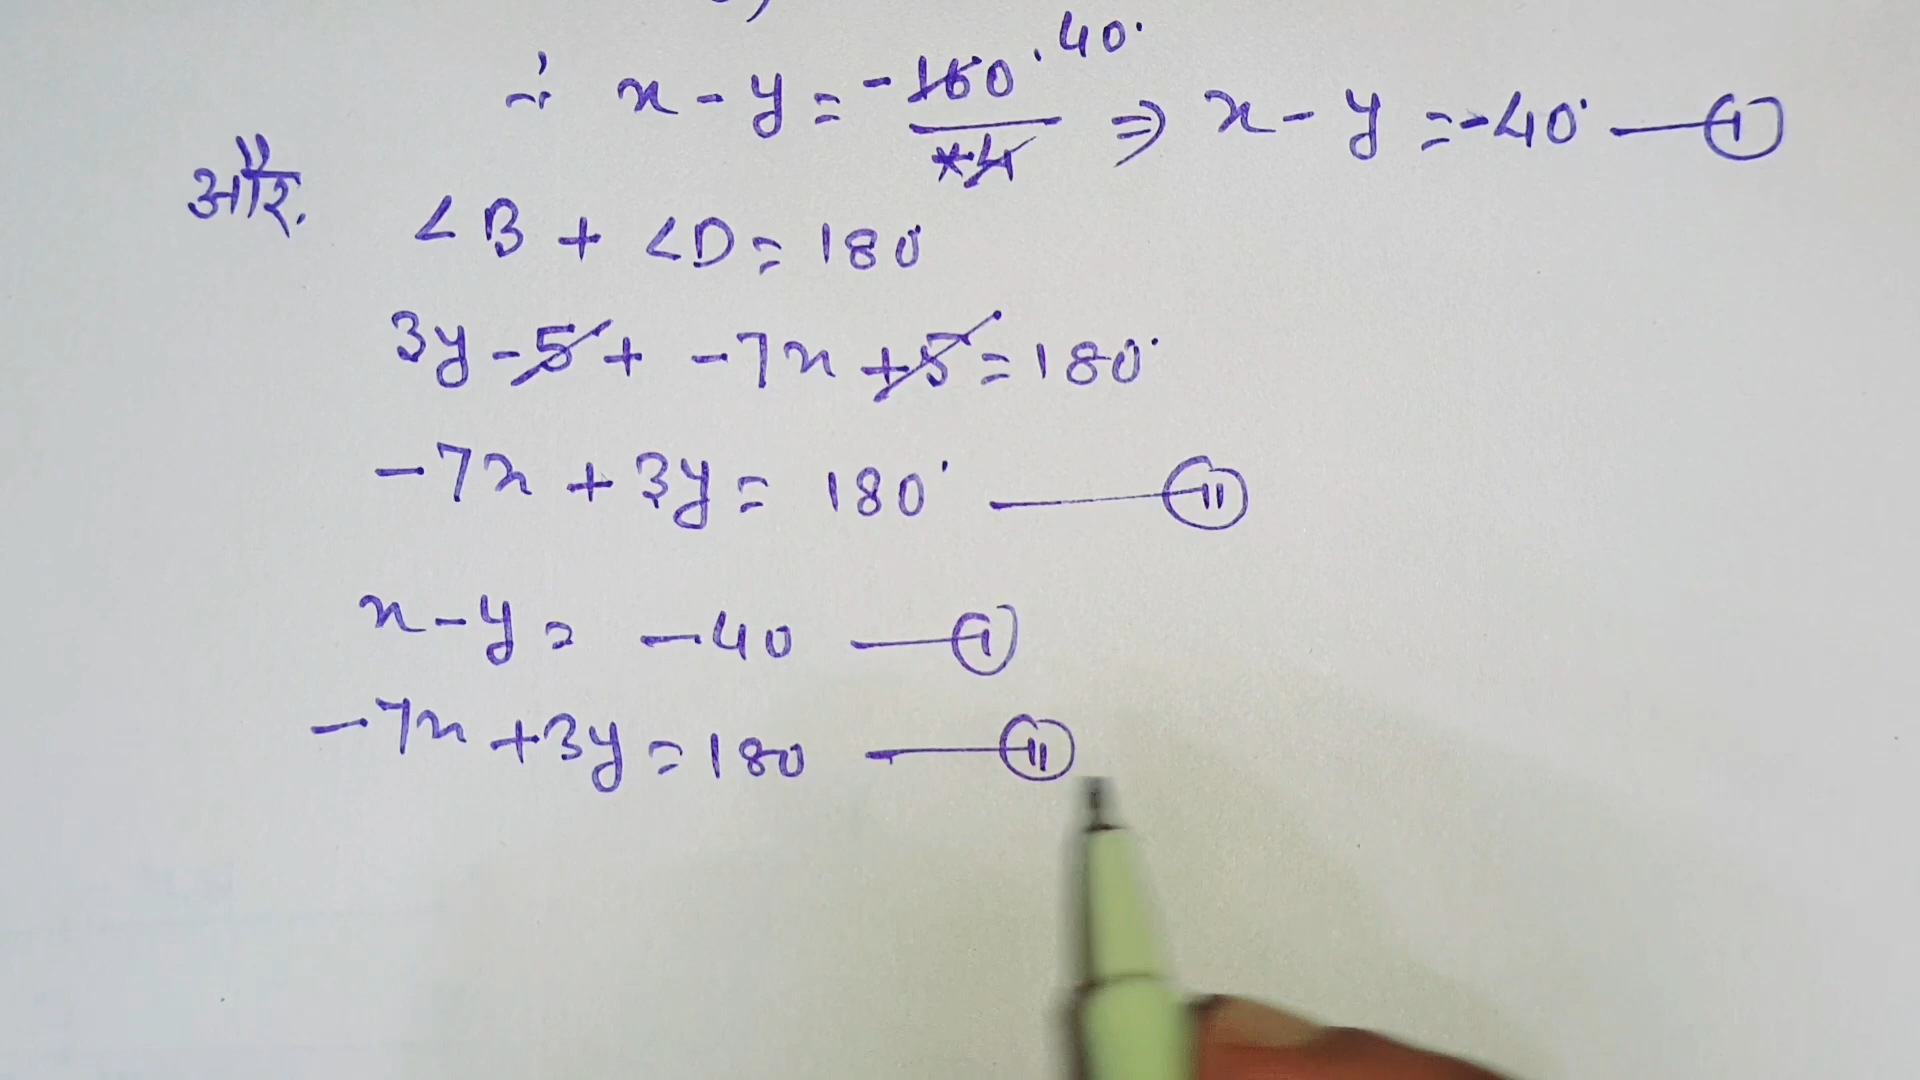 ∴ x - y = -160° 40° / *4 ⇒ x - y = -40° — (I)
और.
∠B + ∠D = 180°
3y - 5 + -7x + 5 = 180°
-7x + 3y = 180° — (II)
x - y = -40 — (I)
-7x + 3y = 180 — (II)